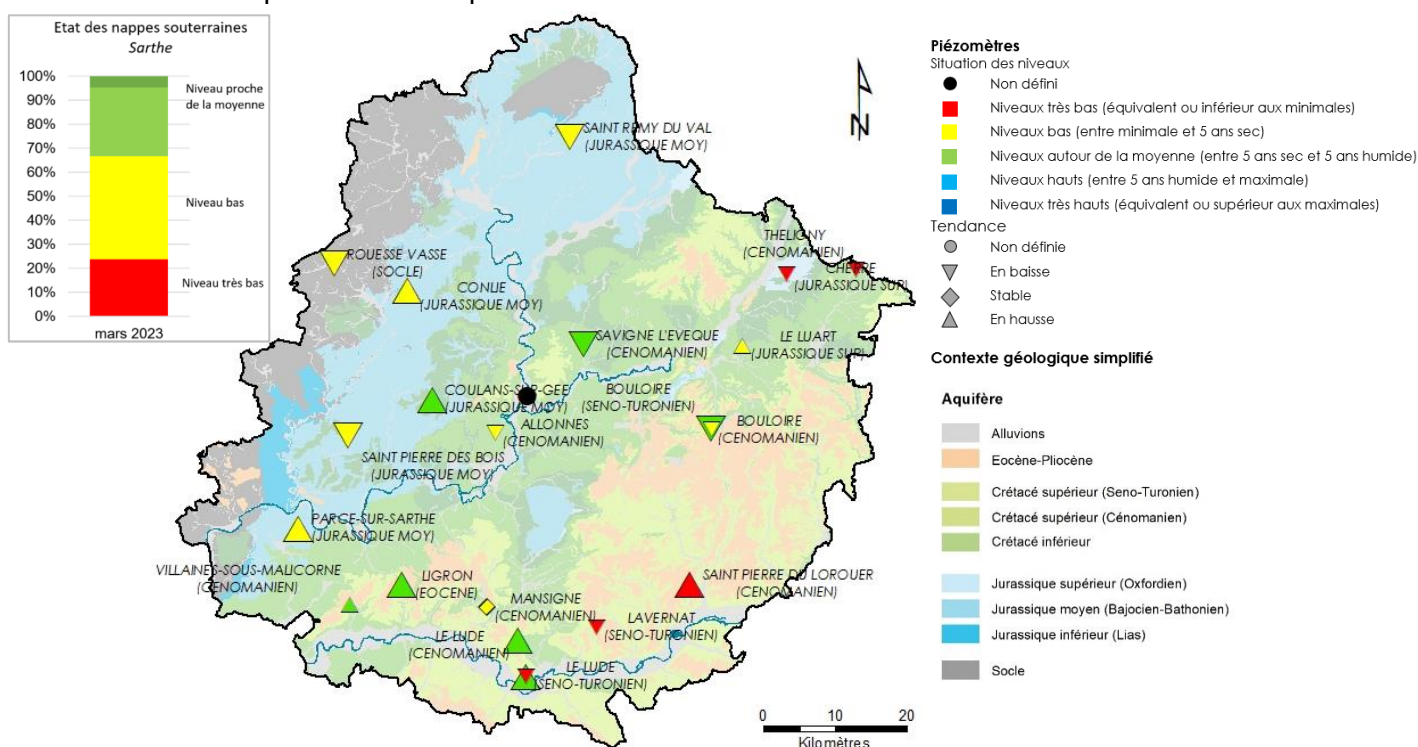 Etat des nappes souterraines
Sarthe
100%
90%
80%
70%
60%
50%
40%
30%
20%
10%
0%
Niveau proche
de la moyenne
Niveau bas
Niveau très bas
mars 2023
SAINT REMY DU VAL
(JURASSIQUE MOY)
ROUESSE VASSE
(SOCLE)
CONLIE
(JURASSIQUE MOY)
THELIGNY
(CENOMANIEN)
CHERRE
(JURASSIQUE SUP)
SAVIGNE L'EVEQUE
(CENOMANIEN)
LE LUART
(JURASSIQUE SUP)
COULANS-SUR-GEE
(JURASSIQUE MOY)
BOULOIRE
(SENO-TURONIEN)
ALLONNES
(CENOMANIEN)
BOULOIRE
(CENOMANIEN)
SAINT PIERRE DES BOIS
(JURASSIQUE MOY)
PARCE-SUR-SARTHE
(JURASSIQUE MOY)
VILLAINES-SOUS-MALICORNE
(CENOMANIEN)
LIGRON
(EOCENE)
MANSIGNE
(CENOMANIEN)
SAINT PIERRE DU LOROUER
(CENOMANIEN)
LAVERNAT
(SENO-TURONIEN)
LE LUDE
(CENOMANIEN)
LE LUDE
(SENO-TURONIEN)
N
0 10 20
Kilomètres
Piézomètres
Situation des niveaux
Non défini
Niveaux très bas (équivalent ou inférieur aux minimales)
Niveaux bas (entre minimale et 5 ans sec)
Niveaux autour de la moyenne (entre 5 ans sec et 5 ans humide)
Niveaux hauts (entre 5 ans humide et maximale)
Niveaux très hauts (équivalent ou supérieur aux maximales)
Tendance
Non définie
En baisse
Stable
En hausse
Contexte géologique simplifié
Aquifère
Alluvions
Eocène-Pliocène
Crétacé supérieur (Seno-Turonien)
Crétacé supérieur (Cénomanien)
Crétacé inférieur
Jurassique supérieur (Oxfordien)
Jurassique moyen (Bajocien-Bathonien)
Jurassique inférieur (Lias)
Socle